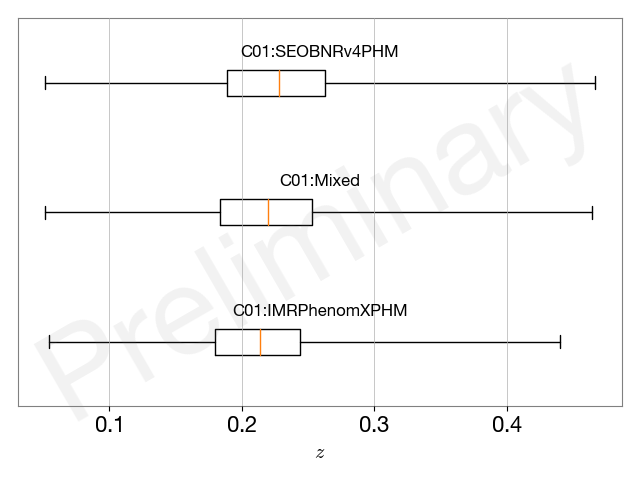 C01:SEOBNRv4PHM
C01:Mixed
C01:IMRPhenomXPHM
Preliminary
0.1 0.2 0.3 0.4
z